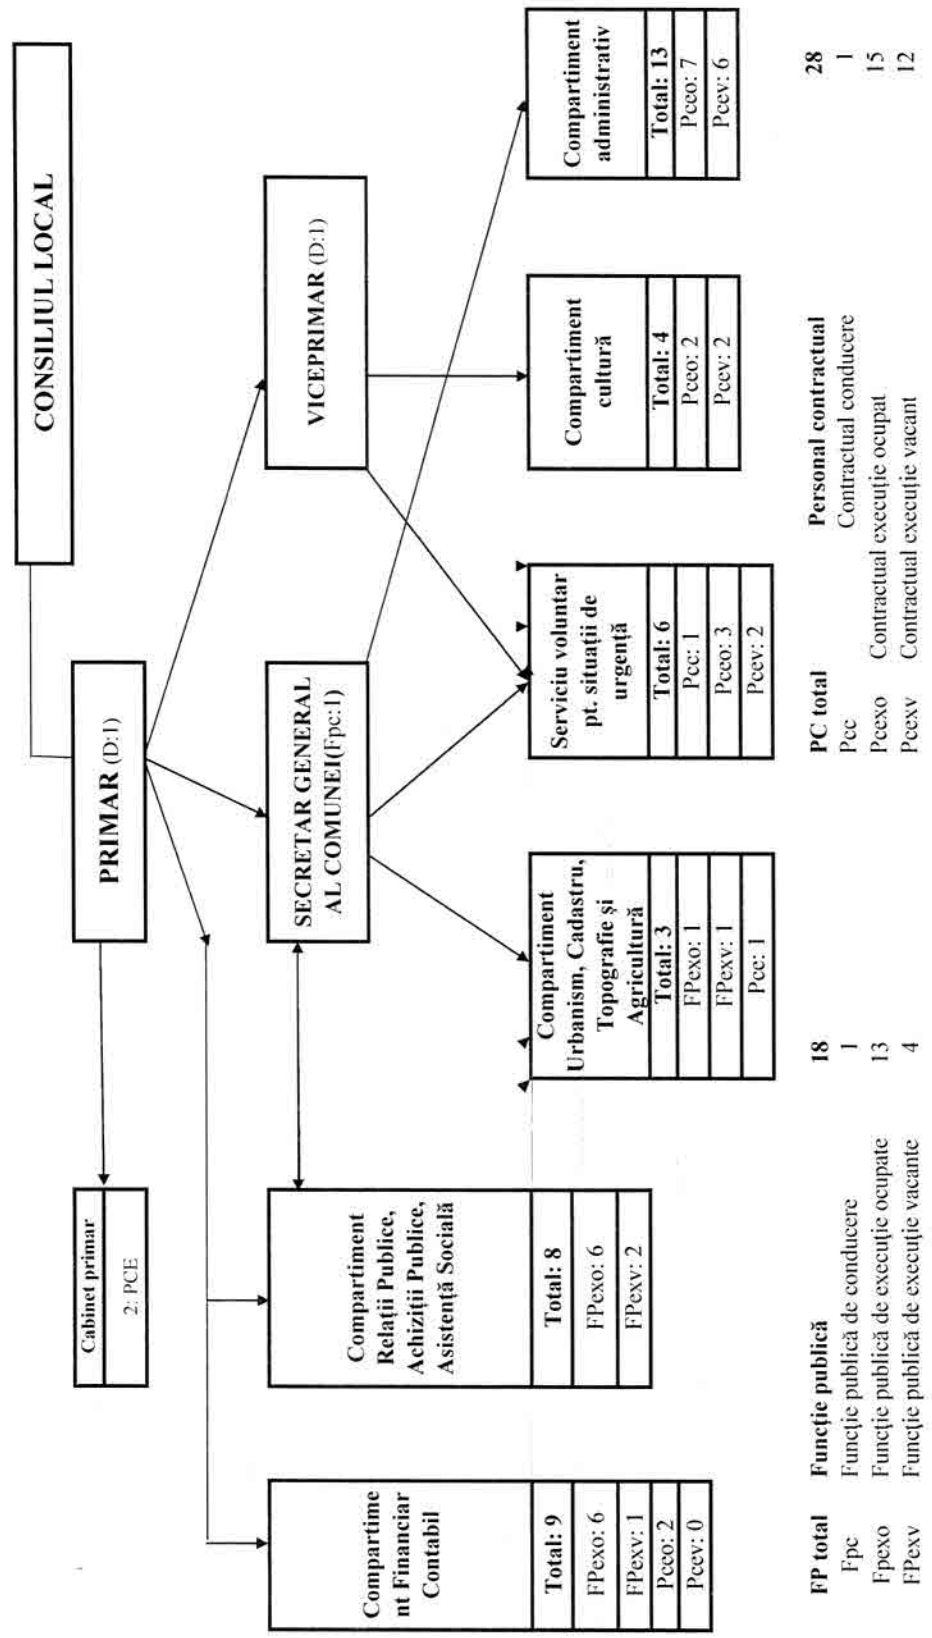 CONSILIUL LOCAL
PRIMAR (D:1)
Cabinet primar
2: PCE
SECRETAR GENERAL
AL COMUNEI(Fpc:1)
VICEPRIMAR (D:1)
Compartime
nt Financiar
Contabil
Total: 9
FPexo: 6
FPexv: 1
Pceo: 2
Pcev: 0
Compartiment
Relații Publice,
Achiziții Publice,
Asistență Socială
Total: 8
FPexo: 6
FPexv: 2
Compartiment
Urbanism, Cadastru,
Topografie și
Agricultură
Total: 3
FPexo: 1
FPexv: 1
Pcc: 1
Serviciu voluntar
pt. situații de
urgență
Total: 6
Pcc: 1
Pceo: 3
Pcev: 2
Compartiment
cultură
Total: 4
Pceo: 2
Pcev: 2
Compartiment
administrativ
Total: 13
Pceo: 7
Pcev: 6
FP total Funcție publică 18
Fpc Funcție publică de conducere 1
Fpexo Funcție publică de execuție ocupate 13
FPexv Funcție publică de execuție vacante 4
PC total Personal contractual 28
Pcc Contractual conducere 1
Pcexo Contractual execuție ocupat 15
Pcexv Contractual execuție vacant 12